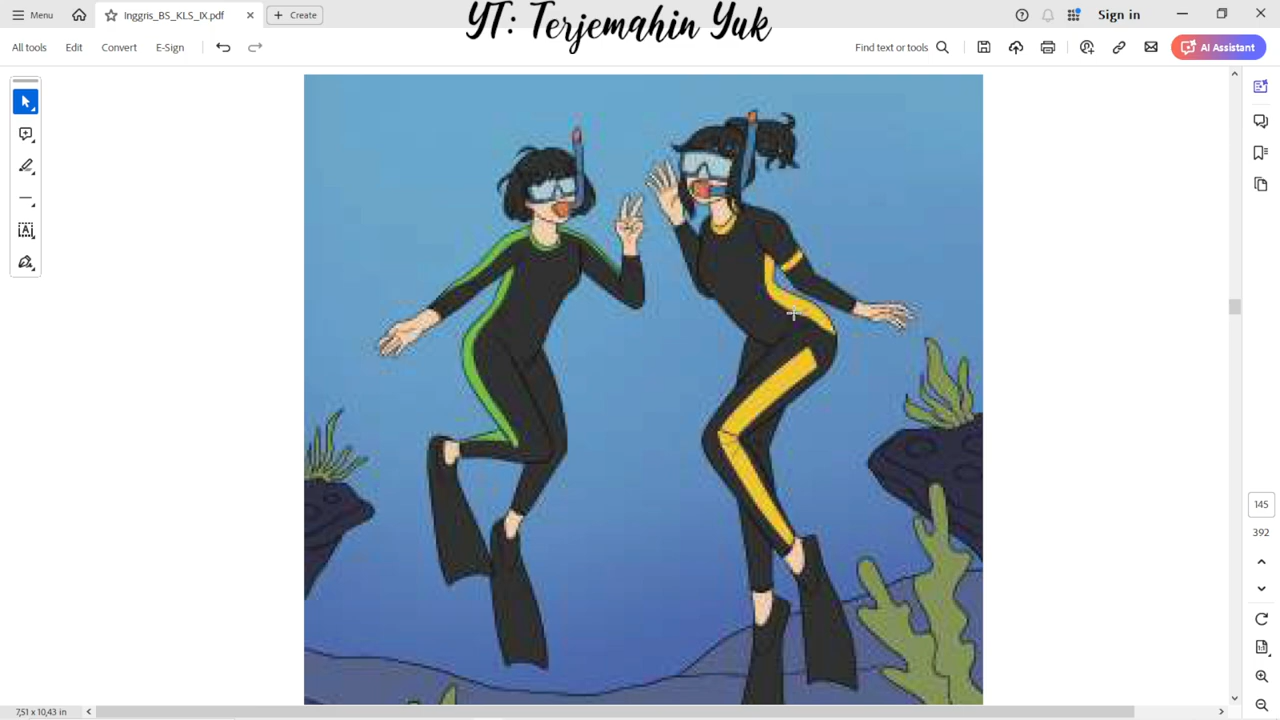 Menu
Inggris_BS_KLS_IX.pdf
Create
YT: Terjemahin Yuk
Sign in
All tools
Edit
Convert
E-Sign
Find text or tools
AI Assistant
145
392
7,51 x 10,43 in